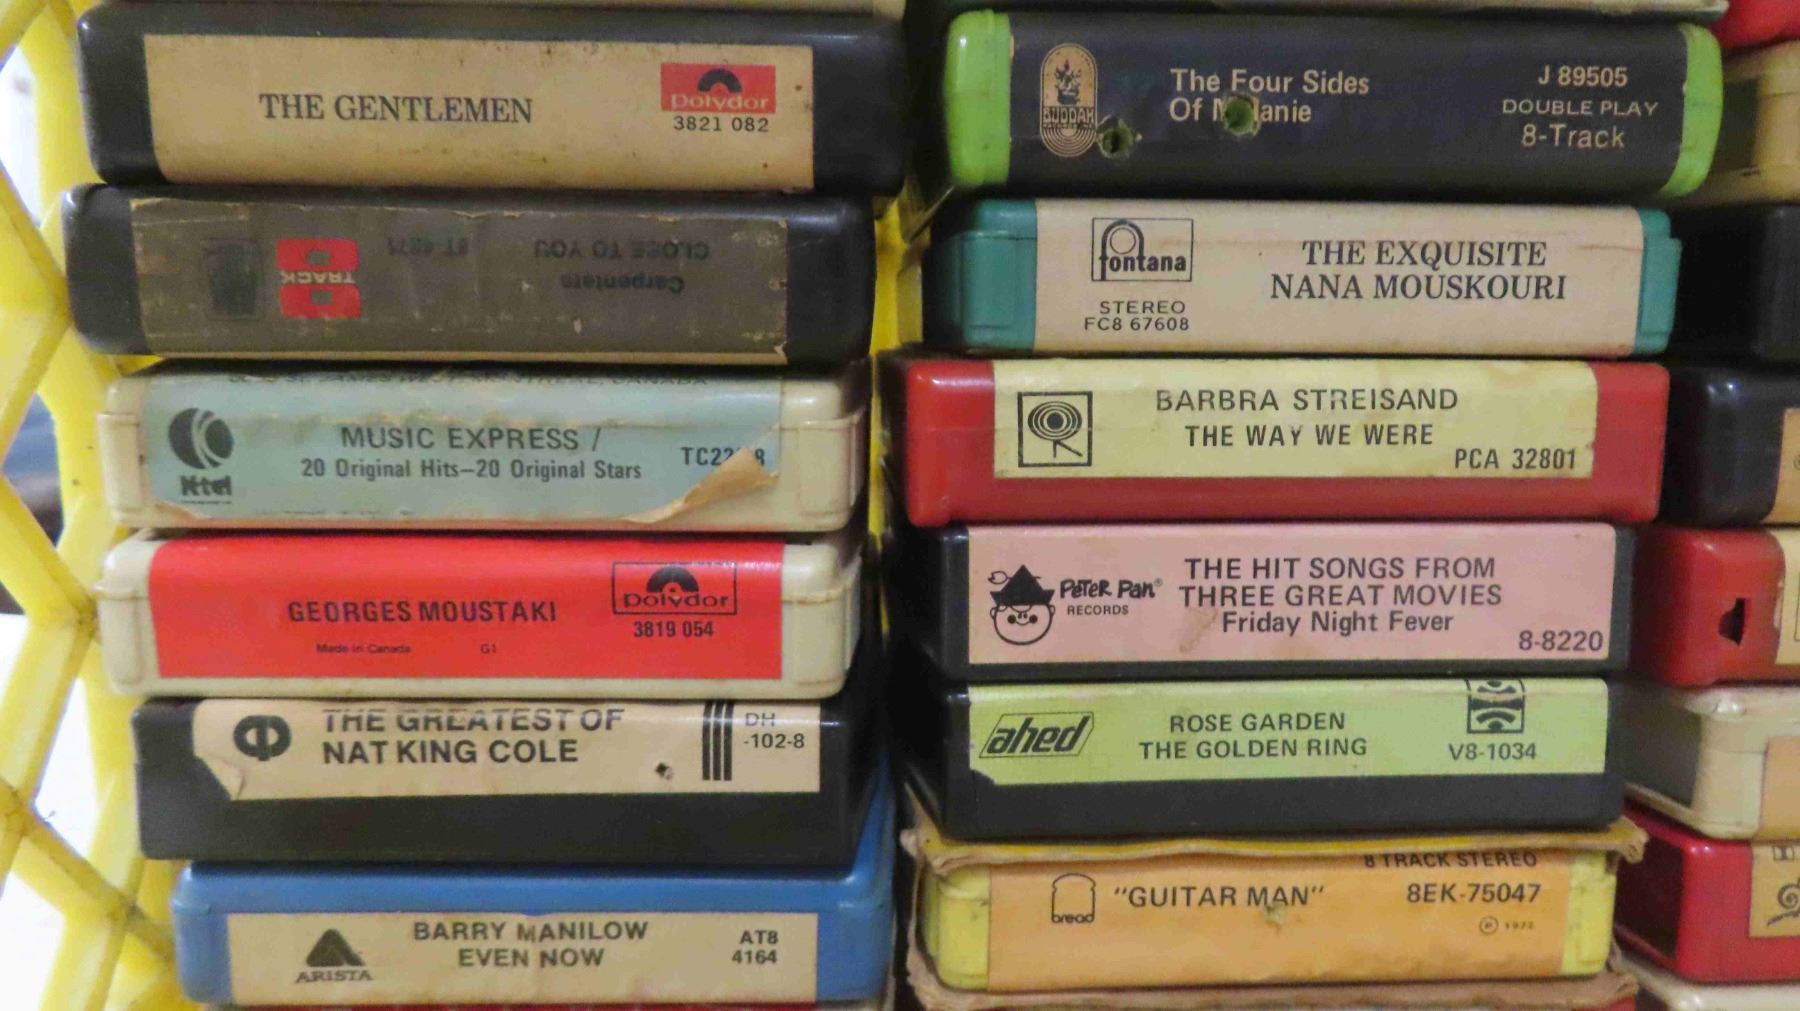 THE GENTLEMEN
Polydor
3821 082
Carpenters
CLOSE TO YOU
8T 4271
8
TRACK
MUSIC EXPRESS /
20 Original Hits—20 Original Stars
K-tel
GEORGES MOUSTAKI
Polydor
3819 054
Made in Canada G1
THE GREATEST OF
NAT KING COLE
DH
-102-8
BARRY MANILOW
EVEN NOW
AT8
4164
ARISTA
BUDDAH
The Four Sides
Of M lanie
J 89505
DOUBLE PLAY
8-Track
fontana
STEREO
FC8 67608
THE EXQUISITE
NANA MOUSKOURI
BARBRA STREISAND
THE WAY WE WERE
PCA 32801
Peter Pan®
RECORDS
THE HIT SONGS FROM
THREE GREAT MOVIES
Friday Night Fever
8-8220
ahed
ROSE GARDEN
THE GOLDEN RING
V8-1034
8 TRACK STEREO
bread
"GUITAR MAN"
8EK-75047
℗ 1972